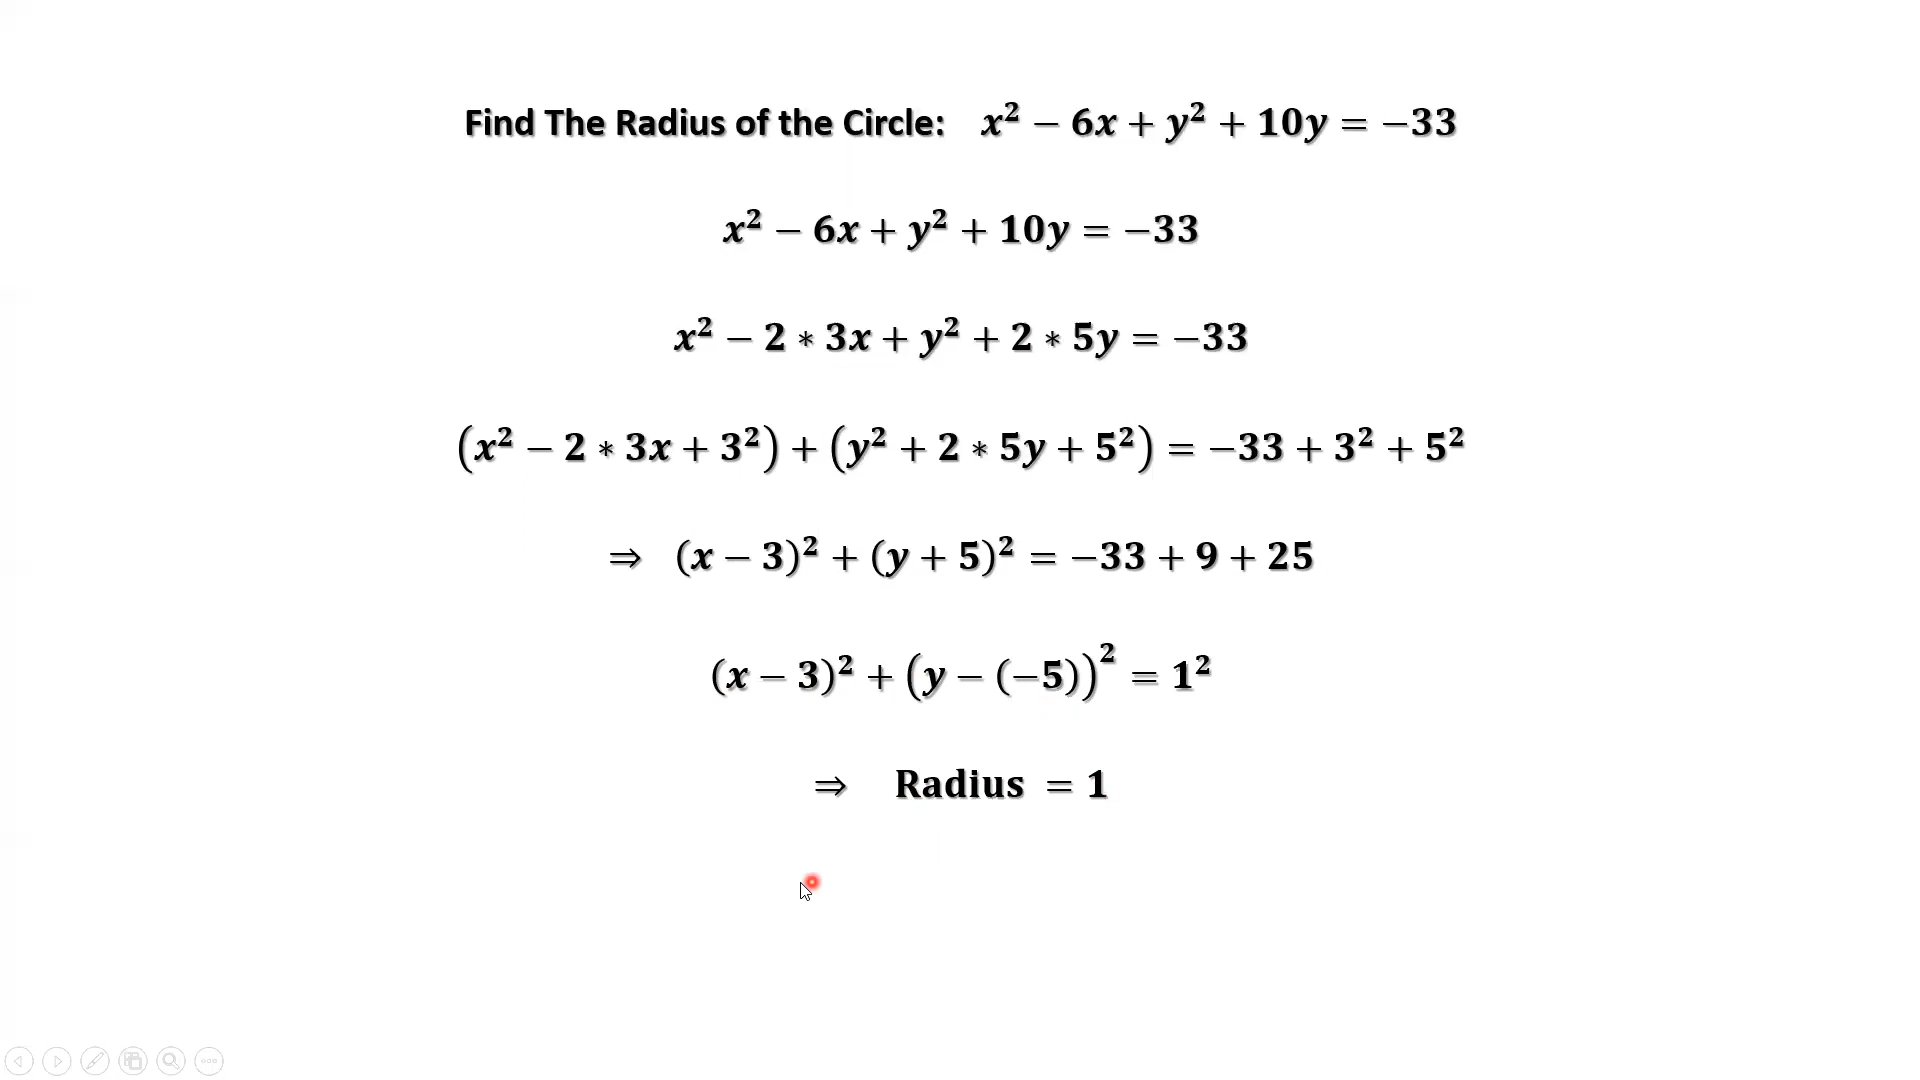 Find The Radius of the Circle: x² − 6x + y² + 10y = −33
x² − 6x + y² + 10y = −33
x² − 2 * 3x + y² + 2 * 5y = −33
(x² − 2 * 3x + 3²) + (y² + 2 * 5y + 5²) = −33 + 3² + 5²
⇒ (x − 3)² + (y + 5)² = −33 + 9 + 25
(x − 3)² + (y − (−5))² = 1²
⇒ Radius = 1